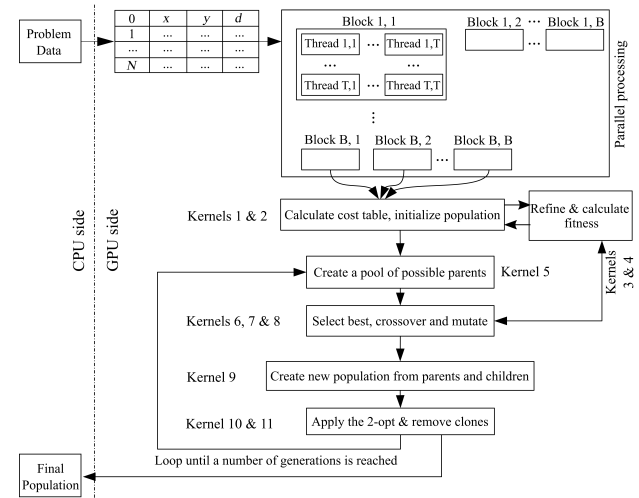 Problem
Data
0 x y d
1 ... ... ...
... ... ... ...
N ... ... ...
Block 1, 1
Thread 1,1 ... Thread 1,T
...
...
Thread T,1 ... Thread T,T
Block 1, 2 ... Block 1, B
...
⋮
Block B, 1 Block B, 2 ... Block B, B
Parallel processing
CPU side
GPU side
Kernels 1 & 2
Calculate cost table, initialize population
Refine & calculate
fitness
Kernels
3 & 4
Create a pool of possible parents
Kernel 5
Kernels 6, 7 & 8
Select best, crossover and mutate
Kernel 9
Create new population from parents and children
Kernel 10 & 11
Apply the 2-opt & remove clones
Loop until a number of generations is reached
Final
Population